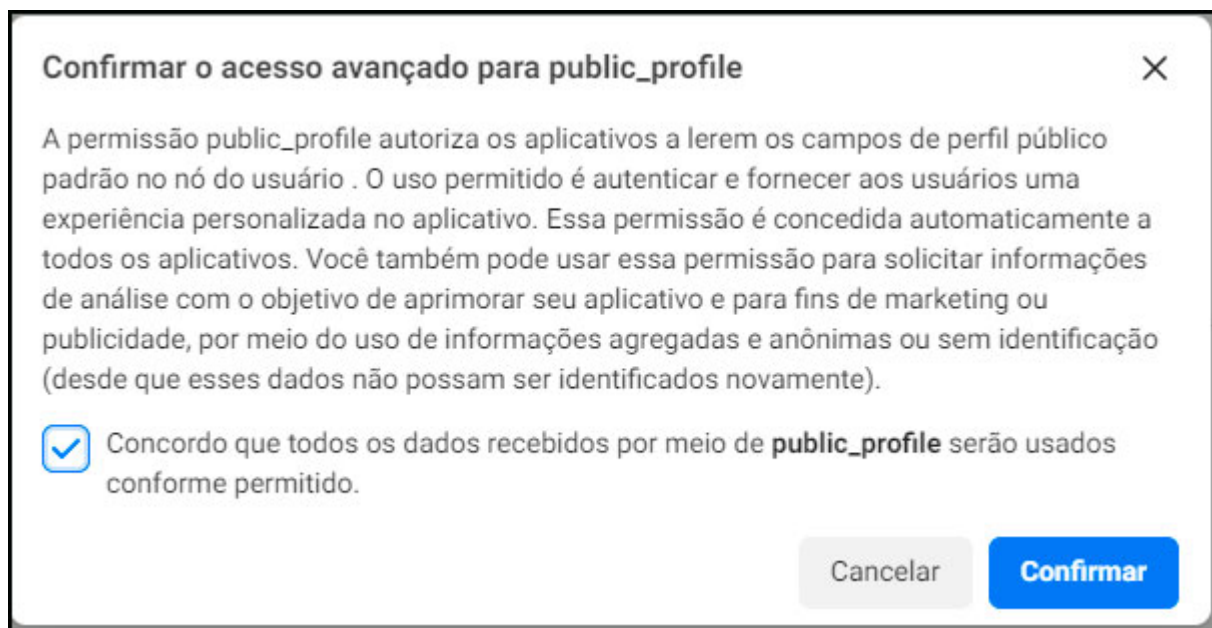 Confirmar o acesso avançado para public_profile
A permissão public_profile autoriza os aplicativos a lerem os campos de perfil público
padrão no nó do usuário . O uso permitido é autenticar e fornecer aos usuários uma
experiência personalizada no aplicativo. Essa permissão é concedida automaticamente a
todos os aplicativos. Você também pode usar essa permissão para solicitar informações
de análise com o objetivo de aprimorar seu aplicativo e para fins de marketing ou
publicidade, por meio do uso de informações agregadas e anônimas ou sem identificação
(desde que esses dados não possam ser identificados novamente).
Concordo que todos os dados recebidos por meio de public_profile serão usados
conforme permitido.
Cancelar
Confirmar